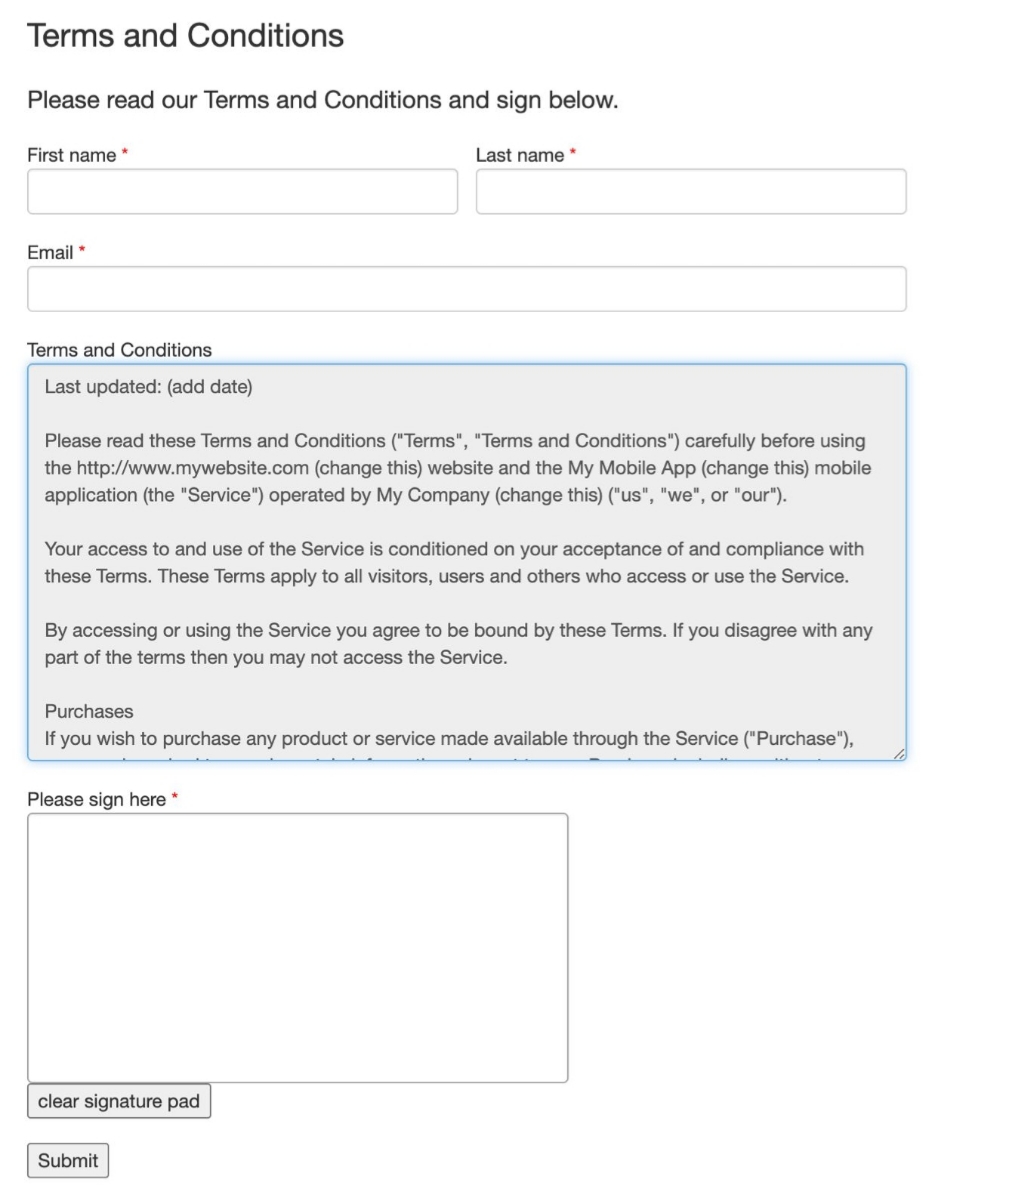 Terms and Conditions
Please read our Terms and Conditions and sign below.
First name *
Last name *
Email *
Terms and Conditions
Last updated: (add date)
Please read these Terms and Conditions ("Terms", "Terms and Conditions") carefully before using
the http://www.mywebsite.com (change this) website and the My Mobile App (change this) mobile
application (the "Service") operated by My Company (change this) ("us", "we", or "our").
Your access to and use of the Service is conditioned on your acceptance of and compliance with
these Terms. These Terms apply to all visitors, users and others who access or use the Service.
By accessing or using the Service you agree to be bound by these Terms. If you disagree with any
part of the terms then you may not access the Service.
Purchases
If you wish to purchase any product or service made available through the Service ("Purchase"),
Please sign here *
clear signature pad
Submit